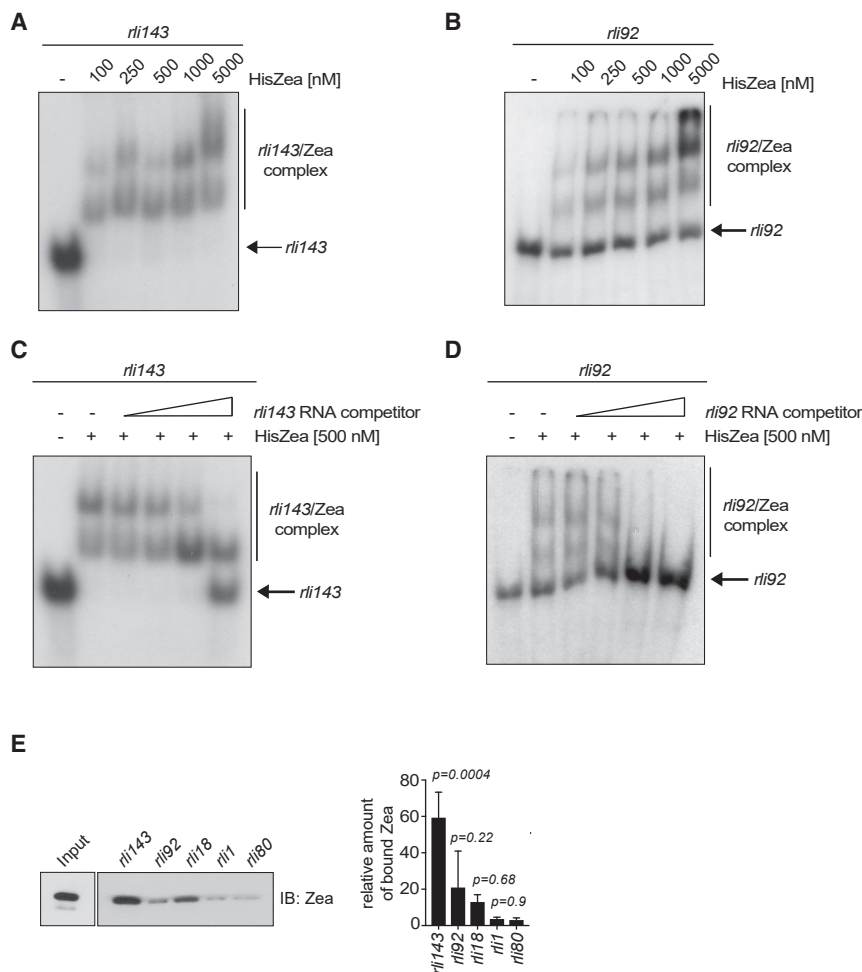 A
rli143
- 100 250 500 1000 5000 HisZea [nM]
rli143/Zea
complex
rli143
B
rli92
- 100 250 500 1000 5000
HisZea [nM]
rli92/Zea
complex
rli92
C
rli143
- - rli143 RNA competitor
- + + + + + HisZea [500 nM]
rli143/Zea
complex
rli143
D
rli92
- - rli92 RNA competitor
- + + + + + HisZea [500 nM]
rli92/Zea
complex
rli92
E
Input rli143 rli92 rli18 rli1 rli80
IB: Zea
relative amount
of bound Zea
80
60
40
20
0
p=0.0004
p=0.22
p=0.68
p=0.9
rli143 rli92 rli18 rli1 rli80